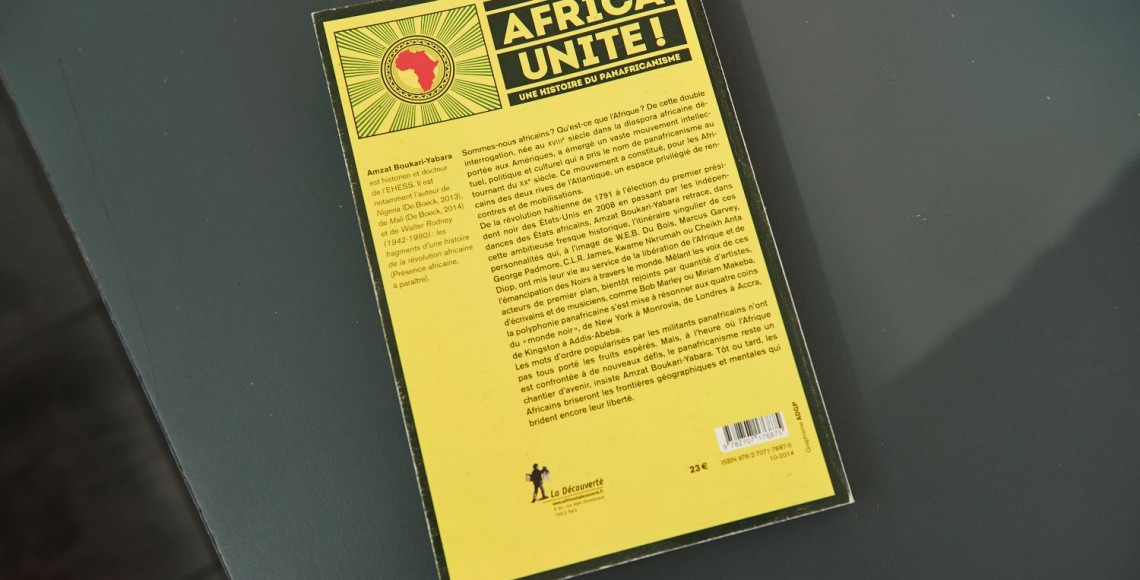 AFRICA
UNITE !
UNE HISTOIRE DU PANAFRICANISME
Amzat Boukari-Yabara
est historien et docteur
de l'EHESS. Il est
notamment l'auteur de
Nigeria (De Boeck, 2013),
de Mali (De Boeck, 2014)
et de Walter Rodney
(1942-1980) : les
fragments d'une histoire
de la révolution africaine
(Présence africaine,
à paraître).
Sommes-nous africains ? Qu'est-ce que l'Afrique ? De cette double
interrogation, née au XVIIIe siècle dans la diaspora africaine dé-
portée aux Amériques, a émergé un vaste mouvement intellec-
tuel, politique et culturel qui a pris le nom de panafricanisme au
tournant du XXe siècle. Ce mouvement a constitué, pour les Afri-
cains des deux rives de l'Atlantique, un espace privilégié de ren-
contres et de mobilisations.
De la révolution haïtienne de 1791 à l'élection du premier prési-
dent noir des États-Unis en 2008 en passant par les indépen-
dances des États africains, Amzat Boukari-Yabara retrace, dans
cette ambitieuse fresque historique, l'itinéraire singulier de ces
personnalités qui, à l'image de W.E.B. Du Bois, Marcus Garvey,
George Padmore, C.L.R. James, Kwame Nkrumah ou Cheikh Anta
Diop, ont mis leur vie au service de la libération de l'Afrique et de
l'émancipation des Noirs à travers le monde. Mêlant les voix de ces
acteurs de premier plan, bientôt rejoints par quantité d'artistes,
d'écrivains et de musiciens, comme Bob Marley ou Miriam Makeba,
la polyphonie panafricaine s'est mise à résonner aux quatre coins
du « monde noir », de New York à Monrovia, de Londres à Accra,
de Kingston à Addis-Abeba.
Les mots d'ordre popularisés par les militants panafricains n'ont
pas tous porté les fruits espérés. Mais, à l'heure où l'Afrique
est confrontée à de nouveaux défis, le panafricanisme reste un
chantier d'avenir, insiste Amzat Boukari-Yabara. Tôt ou tard, les
Africains briseront les frontières géographiques et mentales qui
brident encore leur liberté.
La Découverte
www.editionsladecouverte.fr
75013 Paris
23 €
9 782707 176875
ISBN 978-2-7071-7687-5
10-2014
Graphisme ADGP